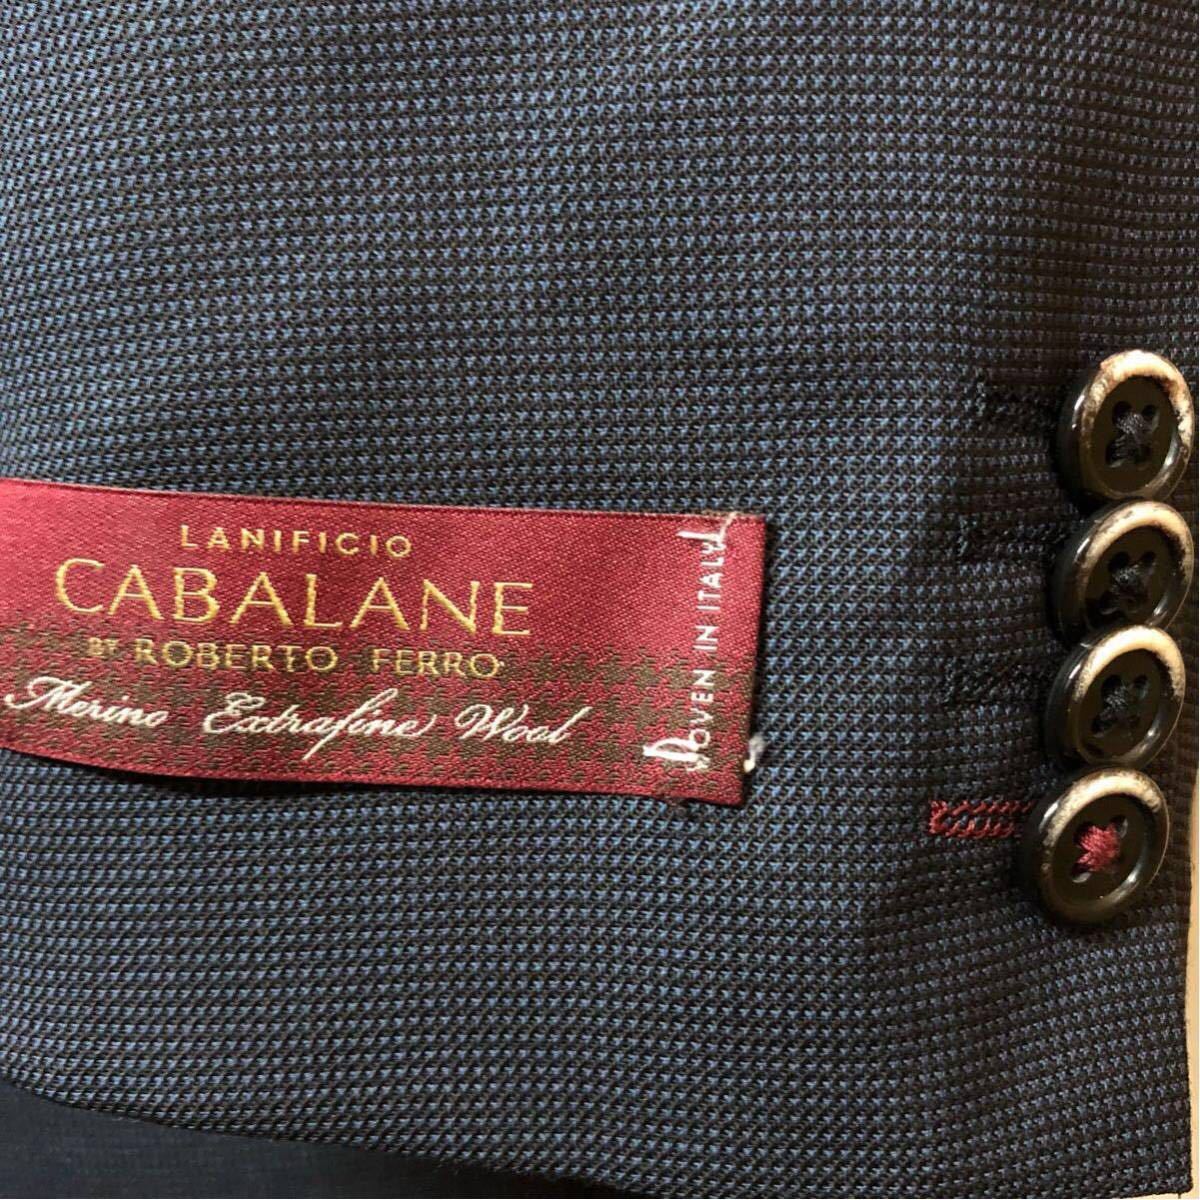 LANIFICIO
CABALANE
BY ROBERTO FERRO
Merino Extrafine Wool
WOVEN IN ITALY